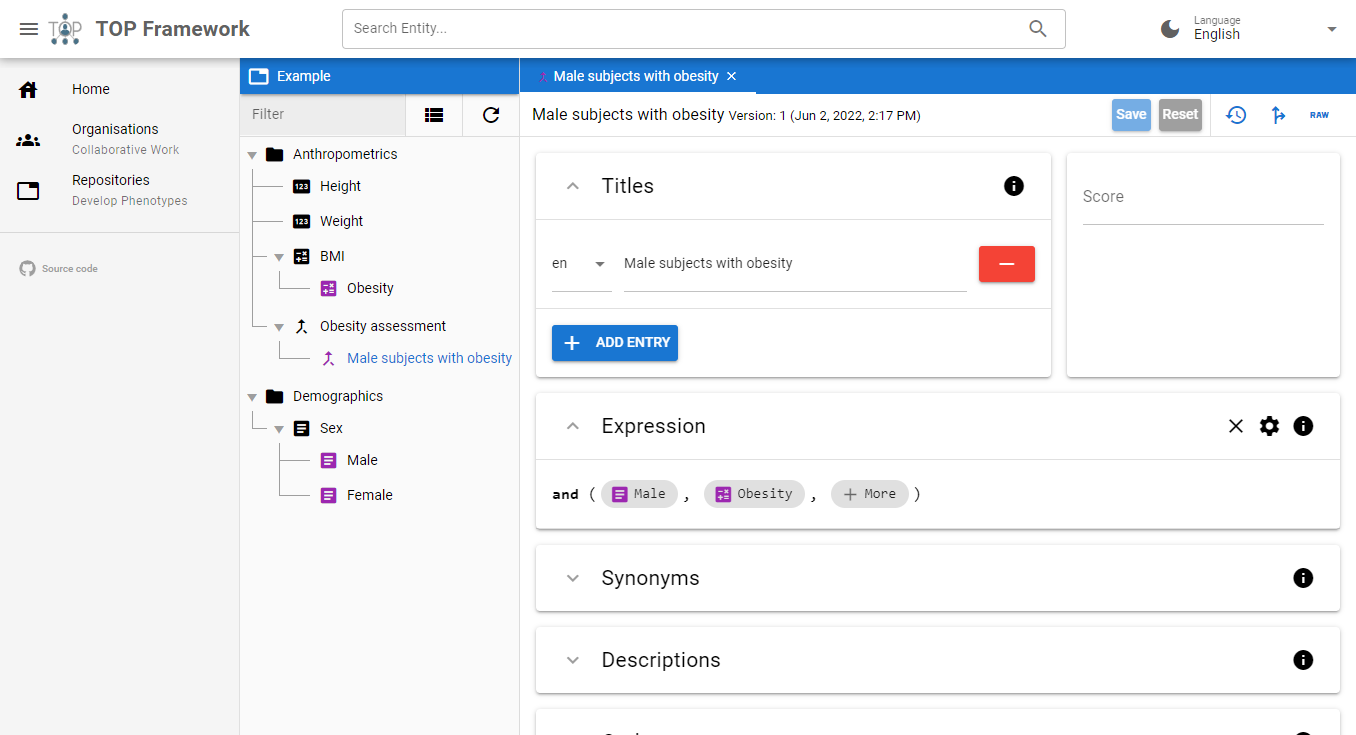 TOP
TOP Framework
Search Entity...
Language
English
Home
Organisations
Collaborative Work
Repositories
Develop Phenotypes
Source code
Example
Filter
Anthropometrics
123 Height
123 Weight
BMI
Obesity
Obesity assessment
Male subjects with obesity
Demographics
Sex
Male
Female
Male subjects with obesity ×
Male subjects with obesity Version: 1 (Jun 2, 2022, 2:17 PM)
Save
Reset
RAW
Titles
en
Male subjects with obesity
ADD ENTRY
Score
Expression
and ( Male , Obesity , + More )
Synonyms
Descriptions